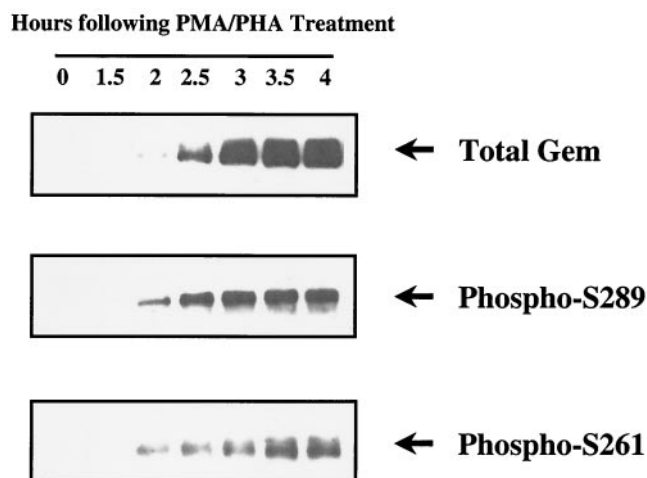 Hours following PMA/PHA Treatment
0 1.5 2 2.5 3 3.5 4
Total Gem
Phospho-S289
Phospho-S261